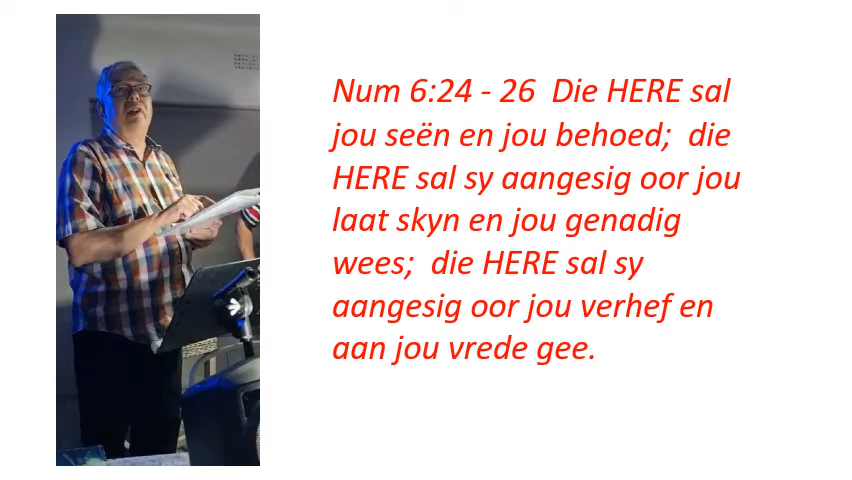 Num 6:24 - 26  Die HERE sal
jou seën en jou behoed;  die
HERE sal sy aangesig oor jou
laat skyn en jou genadig
wees;  die HERE sal sy
aangesig oor jou verhef en
aan jou vrede gee.